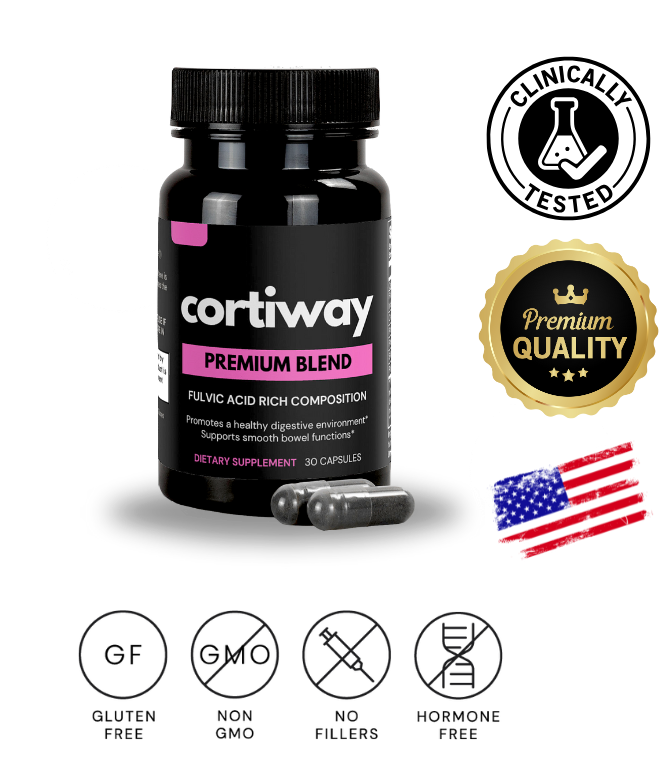 CLINICALLY
TESTED
cortiway
PREMIUM BLEND
FULVIC ACID RICH COMPOSITION
Promotes a healthy digestive environment*
Supports smooth bowel functions*
DIETARY SUPPLEMENT 30 CAPSULES
Premium
QUALITY
GF
GMO
GLUTEN
FREE
NON
GMO
NO
FILLERS
HORMONE
FREE